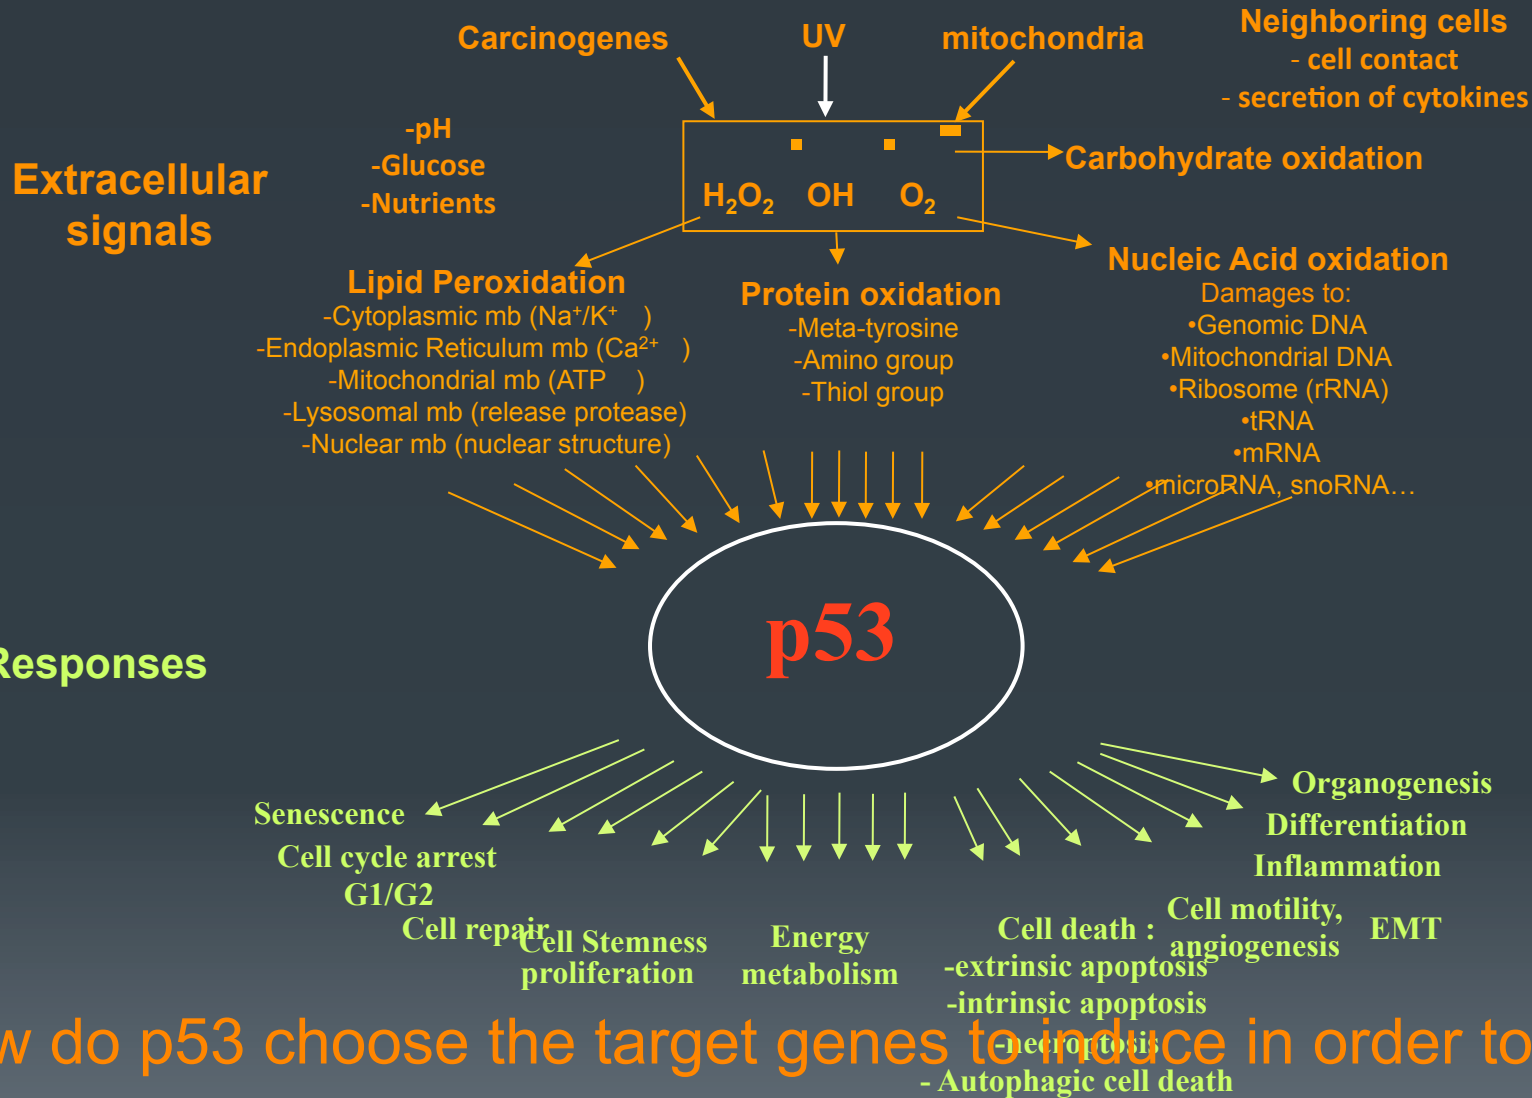 Carcinogenes
UV
mitochondria
Neighboring cells
- cell contact
- secretion of cytokines
-pH
-Glucose
-Nutrients
Extracellular
signals
H₂O₂ OH O₂
Carbohydrate oxidation
Lipid Peroxidation
-Cytoplasmic mb (Na⁺/K⁺ )
-Endoplasmic Reticulum mb (Ca²⁺ )
-Mitochondrial mb (ATP )
-Lysosomal mb (release protease)
-Nuclear mb (nuclear structure)
Protein oxidation
-Meta-tyrosine
-Amino group
-Thiol group
Nucleic Acid oxidation
Damages to:
•Genomic DNA
•Mitochondrial DNA
•Ribosome (rRNA)
•tRNA
•mRNA
•microRNA, snoRNA…
p53
Responses
Senescence
Cell cycle arrest
G1/G2
Cell repair
Cell Stemness
proliferation
Energy
metabolism
Cell death :
-extrinsic apoptosis
-intrinsic apoptosis
-necroptosis
- Autophagic cell death
Cell motility,
angiogenesis
EMT
Organogenesis
Differentiation
Inflammation
w do p53 choose the target genes to induce in order to